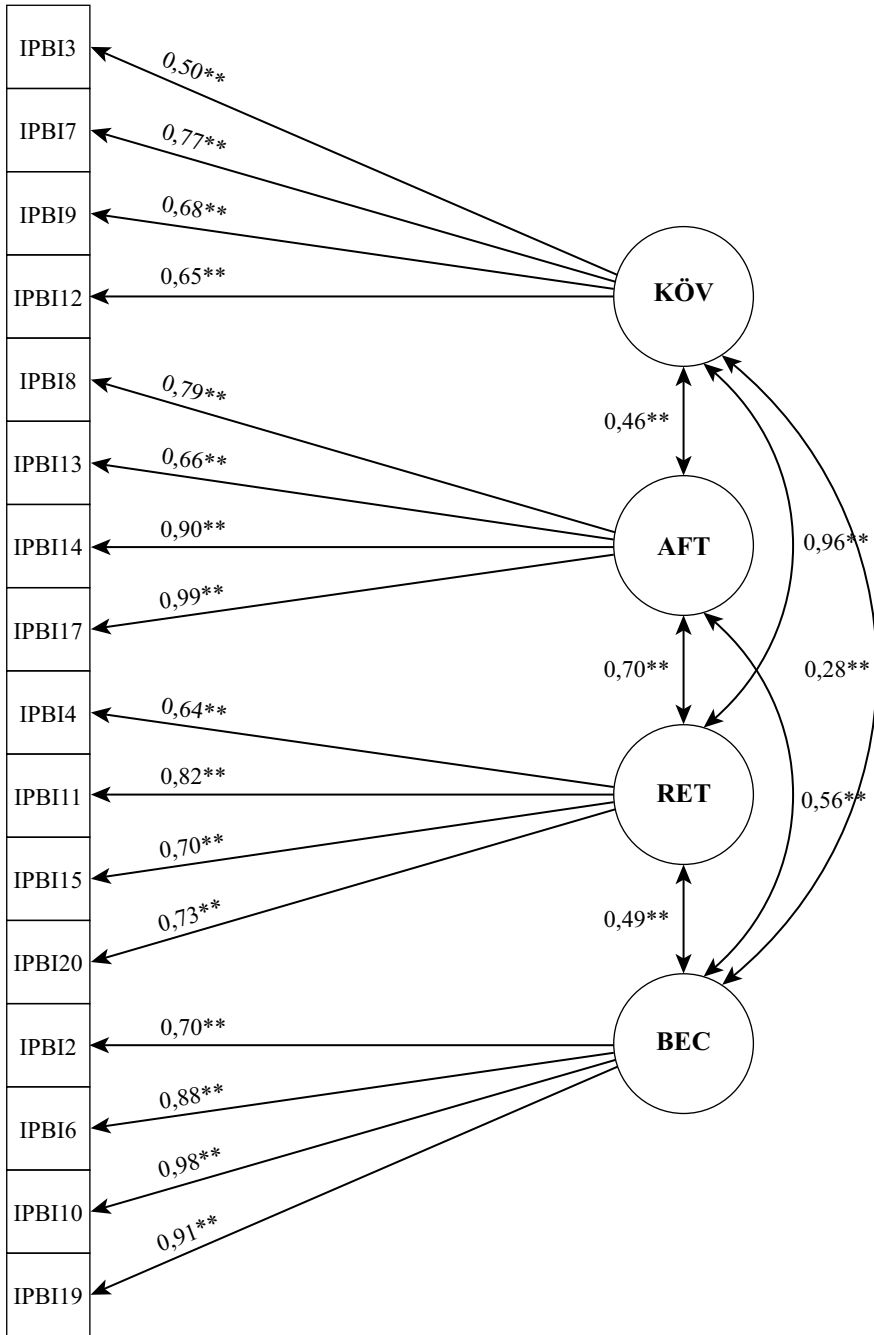 IPBI3
0,50**
IPBI7
0,77**
IPBI9
0,68**
IPBI12
0,65**
KÖV
IPBI8
0,79**
0,46**
IPBI13
0,66**
IPBI14
0,90**
AFT
0,96**
IPBI17
0,99**
0,70**
0,28**
IPBI4
0,64**
IPBI11
0,82**
RET
0,56**
IPBI15
0,70**
IPBI20
0,73**
0,49**
IPBI2
0,70**
BEC
IPBI6
0,88**
IPBI10
0,98**
IPBI19
0,91**